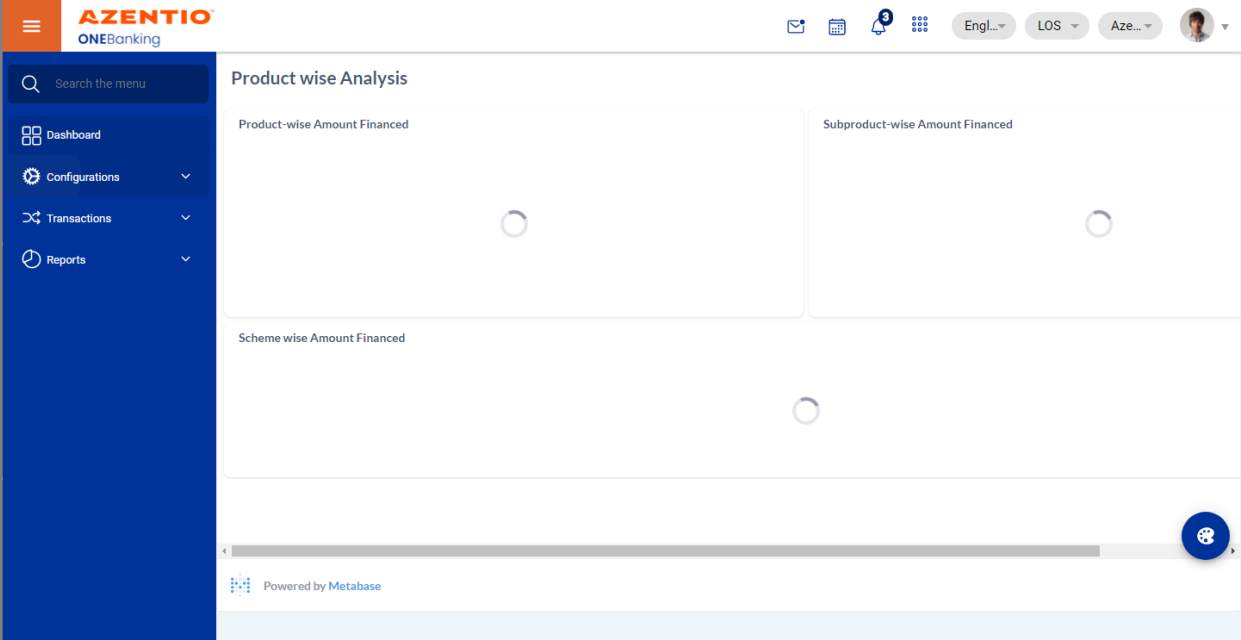 AZENTIO™
ONEBanking
3
Engl...
LOS
Aze...
Search the menu
Dashboard
Configurations
Transactions
Reports
Product wise Analysis
Product-wise Amount Financed
Subproduct-wise Amount Financed
Scheme wise Amount Financed
Powered by Metabase